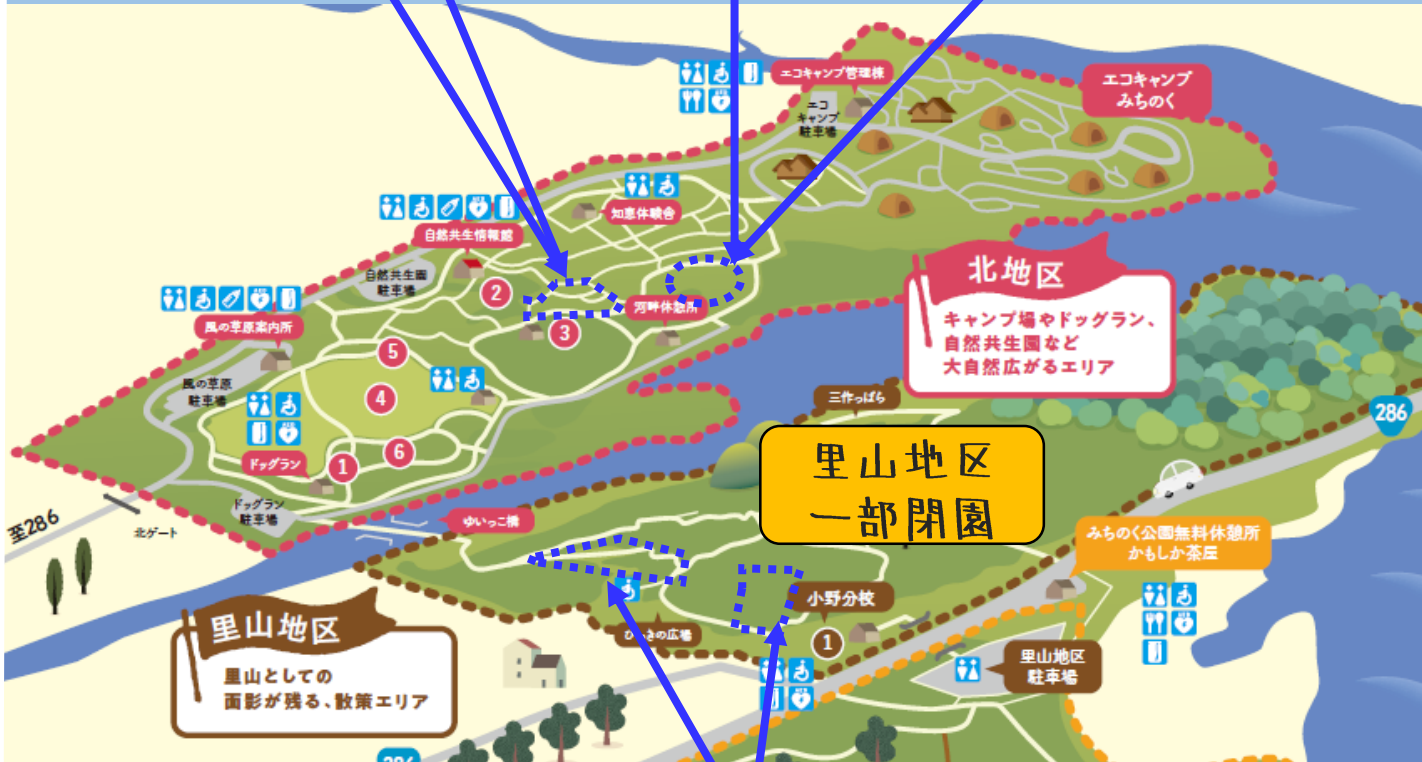 エコキャンプ管理棟
エコ
キャンプ
駐車場
エコキャンプ
みちのく
知恵体験舎
自然共生情報館
自然共生園
駐車場
2
河畔休憩所
3
風の草原案内所
5
風の草原
駐車場
4
ドッグラン
1
6
ドッグラン
駐車場
至286
北ゲート
ゆいっこ橋
北地区
キャンプ場やドッグラン、
自然共生園など
大自然広がるエリア
三作っぱら
286
里山地区
一部閉園
みちのく公園無料休憩所
かもしか茶屋
小野分校
1
の広場
里山地区
駐車場
里山地区
里山としての
面影が残る、散策エリア